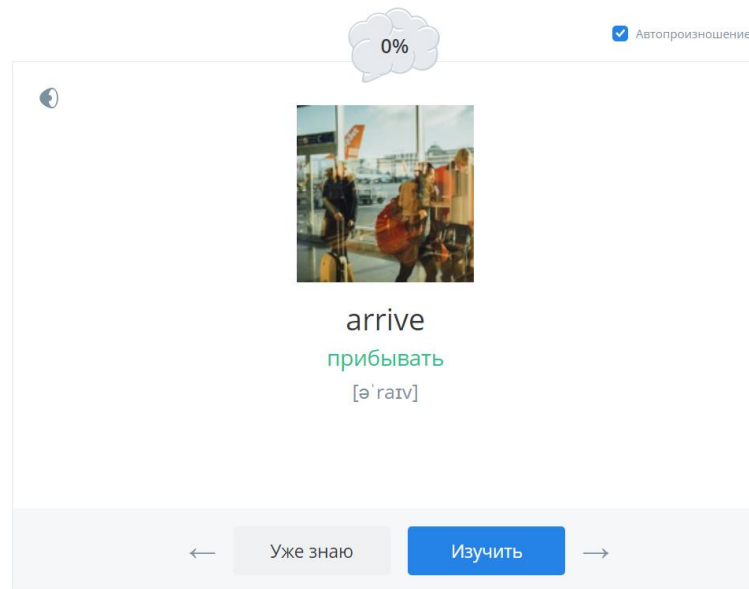 0%
Автопроизношение
arrive
прибывать
[əˈraɪv]
← Уже знаю Изучить →